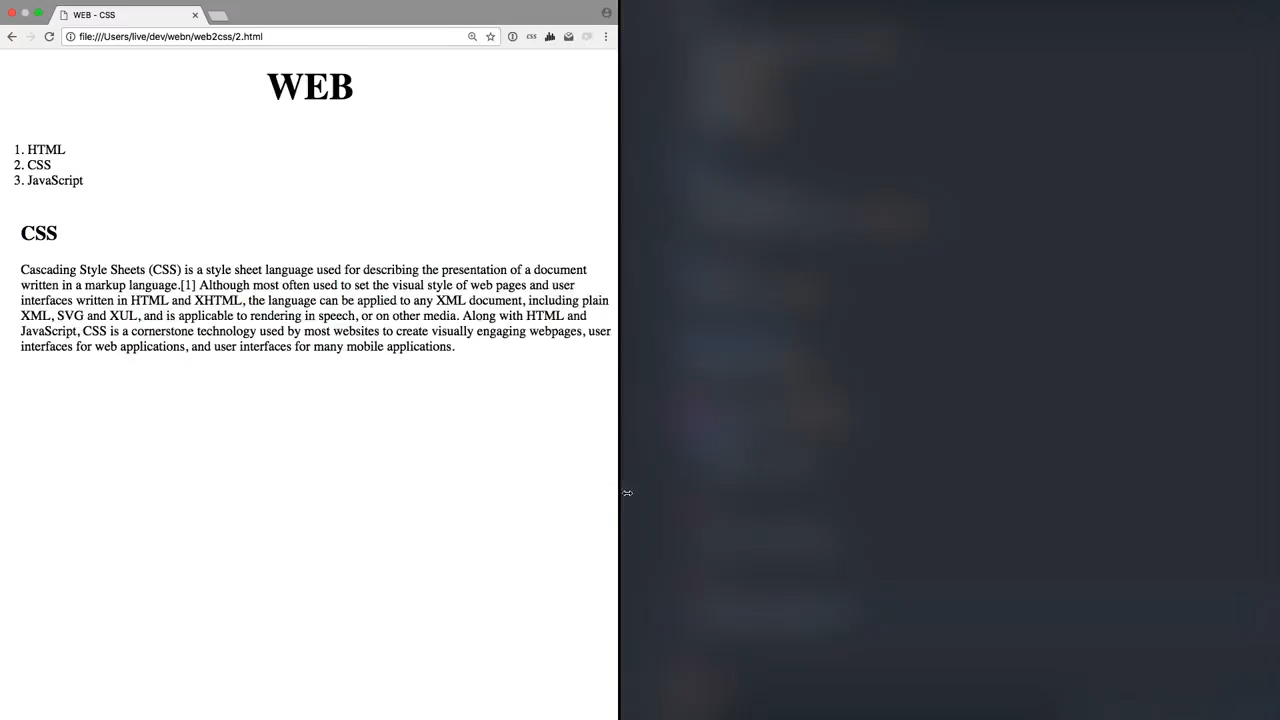 WEB - CSS
file:///Users/live/dev/webn/web2css/2.html
css
WEB
1. HTML
2. CSS
3. JavaScript
CSS
Cascading Style Sheets (CSS) is a style sheet language used for describing the presentation of a document
written in a markup language.[1] Although most often used to set the visual style of web pages and user
interfaces written in HTML and XHTML, the language can be applied to any XML document, including plain
XML, SVG and XUL, and is applicable to rendering in speech, or on other media. Along with HTML and
JavaScript, CSS is a cornerstone technology used by most websites to create visually engaging webpages, user
interfaces for web applications, and user interfaces for many mobile applications.